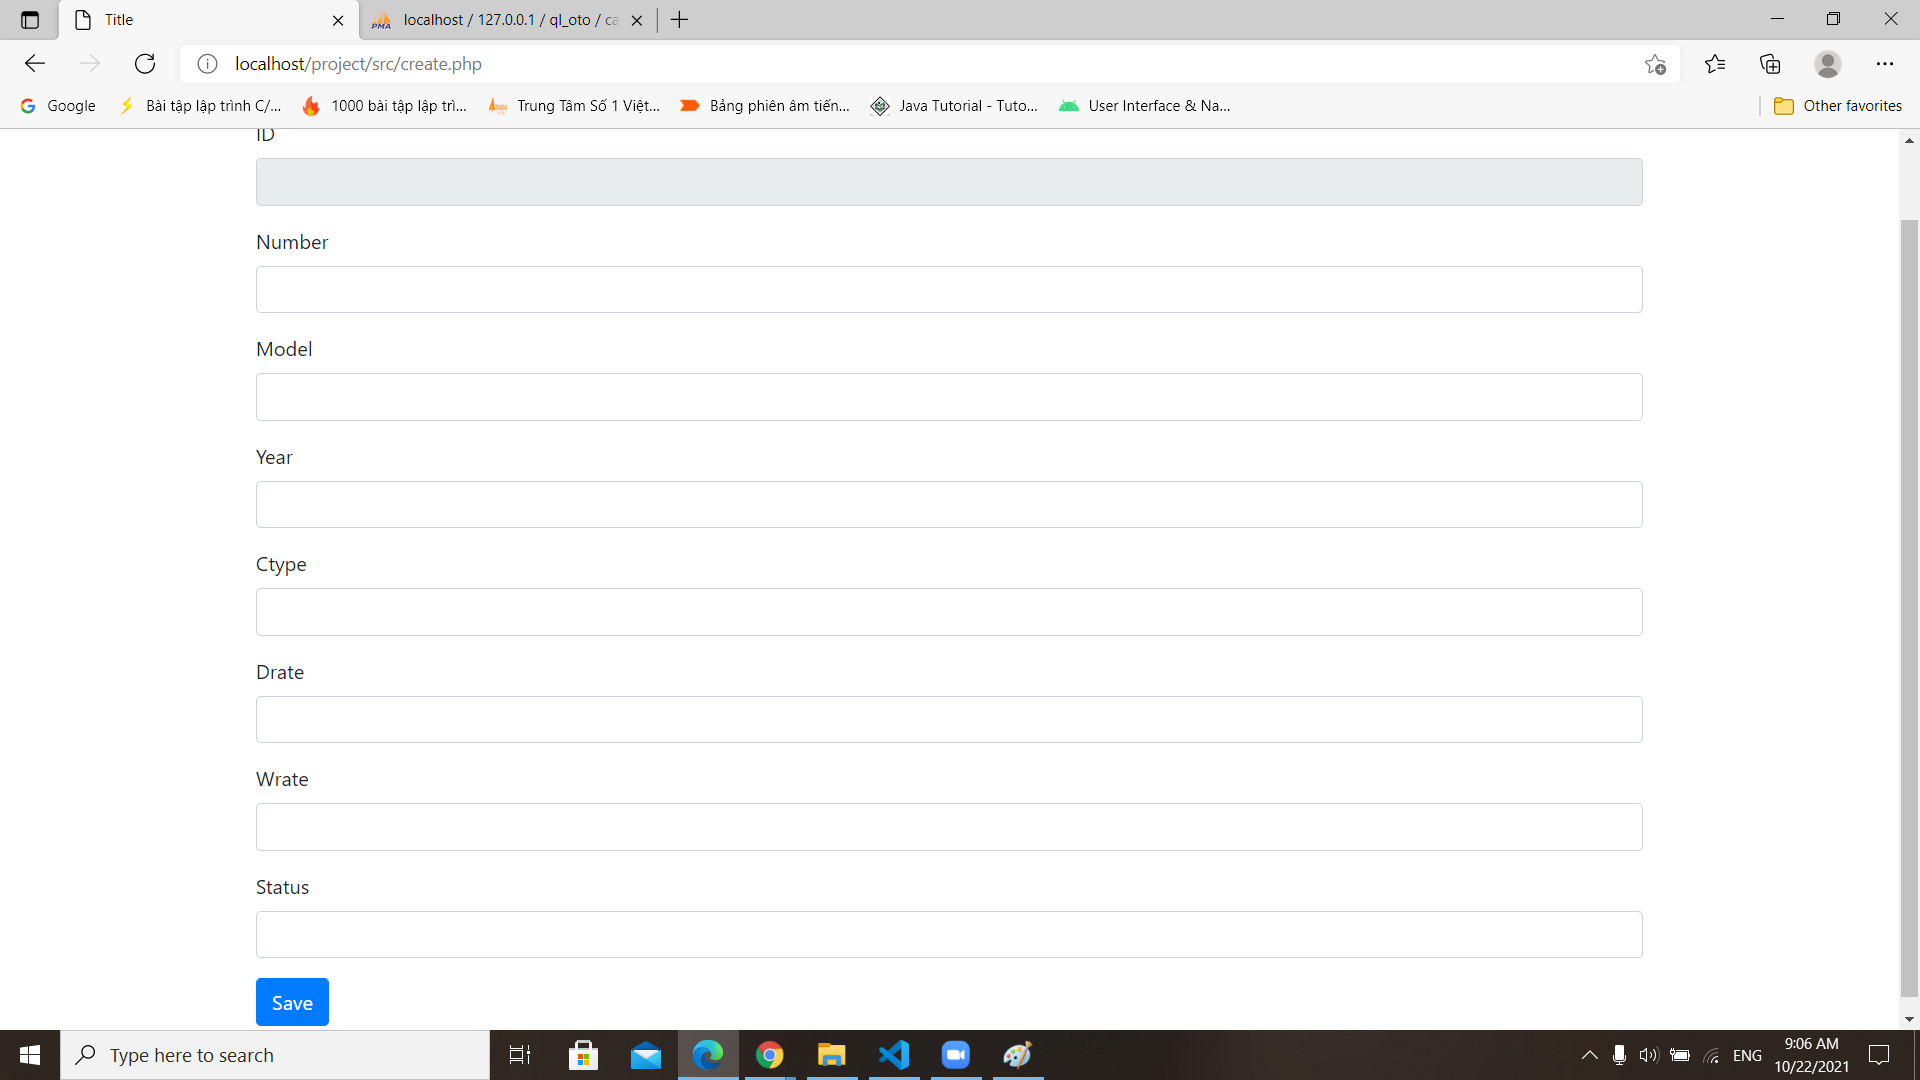 Title
localhost / 127.0.0.1 / ql_oto / ca
localhost/project/src/create.php
Google
Bài tập lập trình C/...
1000 bài tập lập trì...
Trung Tâm Số 1 Việt...
Bảng phiên âm tiến...
Java Tutorial - Tuto...
User Interface & Na...
Other favorites
ID
Number
Model
Year
Ctype
Drate
Wrate
Status
Save
Type here to search
ENG
9:06 AM
10/22/2021